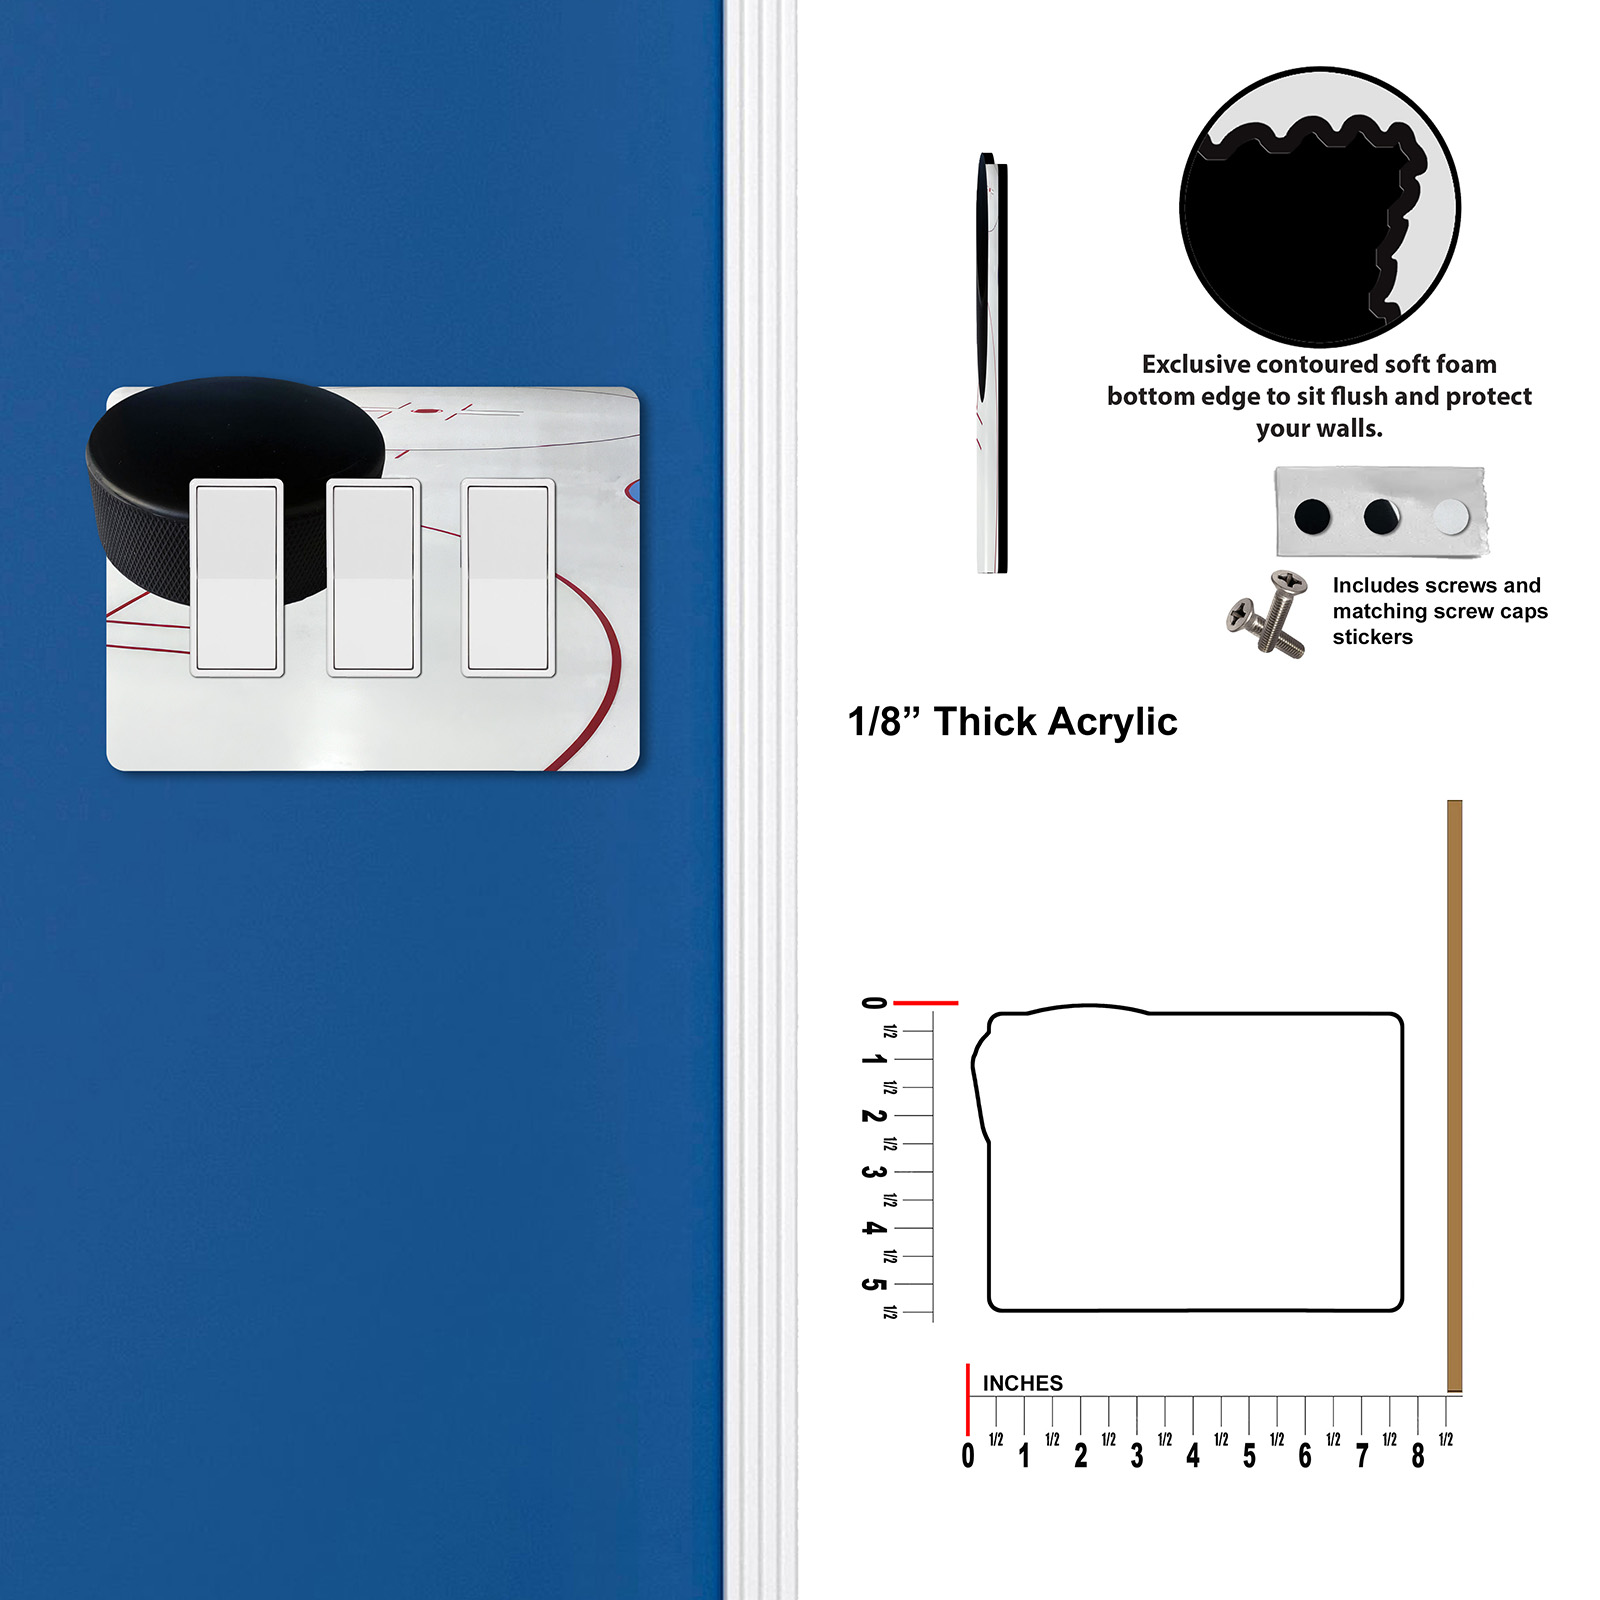 Exclusive contoured soft foam
bottom edge to sit flush and protect
your walls.
Includes screws and
matching screw caps
stickers
1/8” Thick Acrylic
0
1/2
1
1/2
2
1/2
3
1/2
4
1/2
5
1/2
INCHES
0 1/2 1 1/2 2 1/2 3 1/2 4 1/2 5 1/2 6 1/2 7 1/2 8 1/2